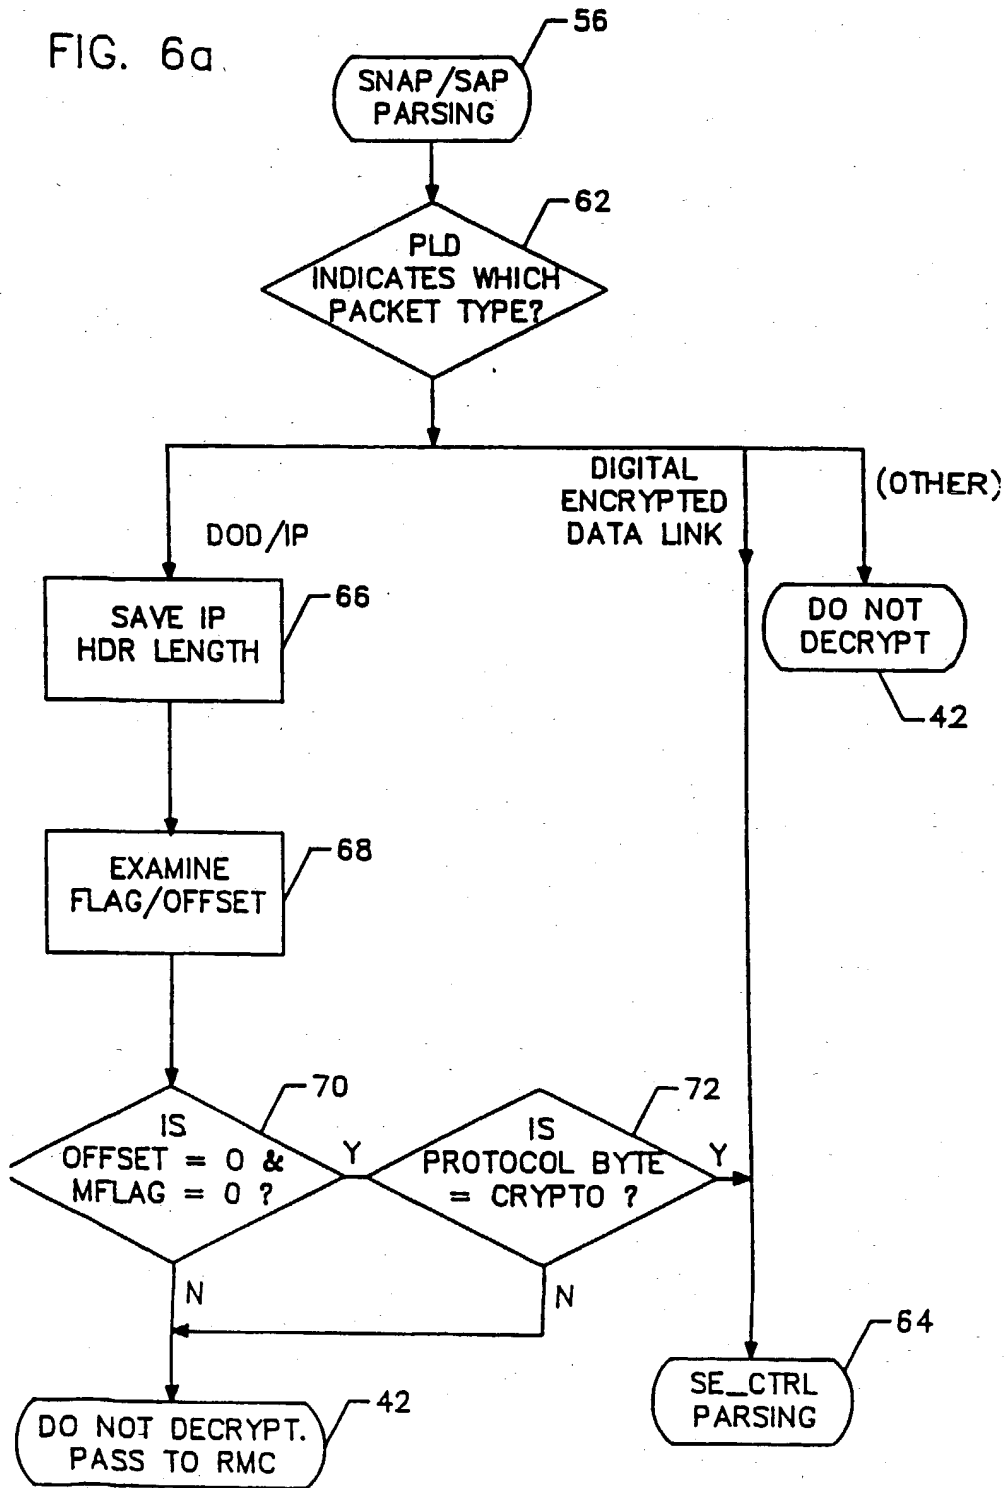 FIG. 6a
56
SNAP/SAP
PARSING
62
PLD
INDICATES WHICH
PACKET TYPE?
DIGITAL
ENCRYPTED
DATA LINK
(OTHER)
DOD/IP
66
SAVE IP
HDR LENGTH
DO NOT
DECRYPT
42
68
EXAMINE
FLAG/OFFSET
70
IS
OFFSET = 0 &
MFLAG = 0 ?
Y
72
IS
PROTOCOL BYTE
= CRYPTO ?
Y
N
N
64
SE_CTRL
PARSING
42
DO NOT DECRYPT.
PASS TO RMC